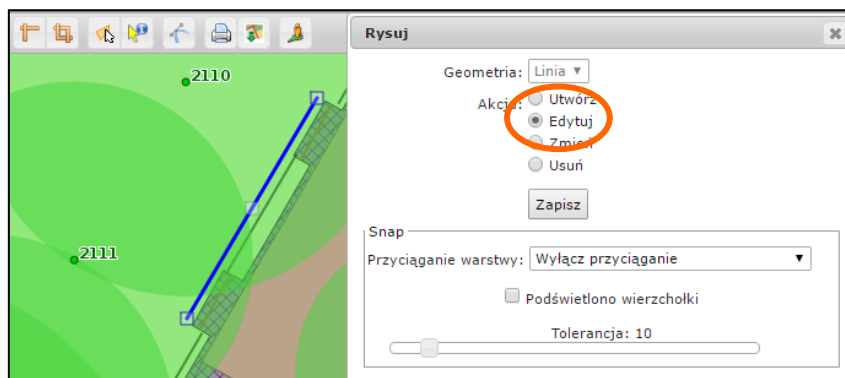 Rysuj
2110
Geometria: Linia
Akcja: Utwórz
Edytuj
Zmień
Usuń
Zapisz
Snap
2111
Przyciąganie warstwy: Wyłącz przyciąganie
Podświetlono wierzchołki
Tolerancja: 10